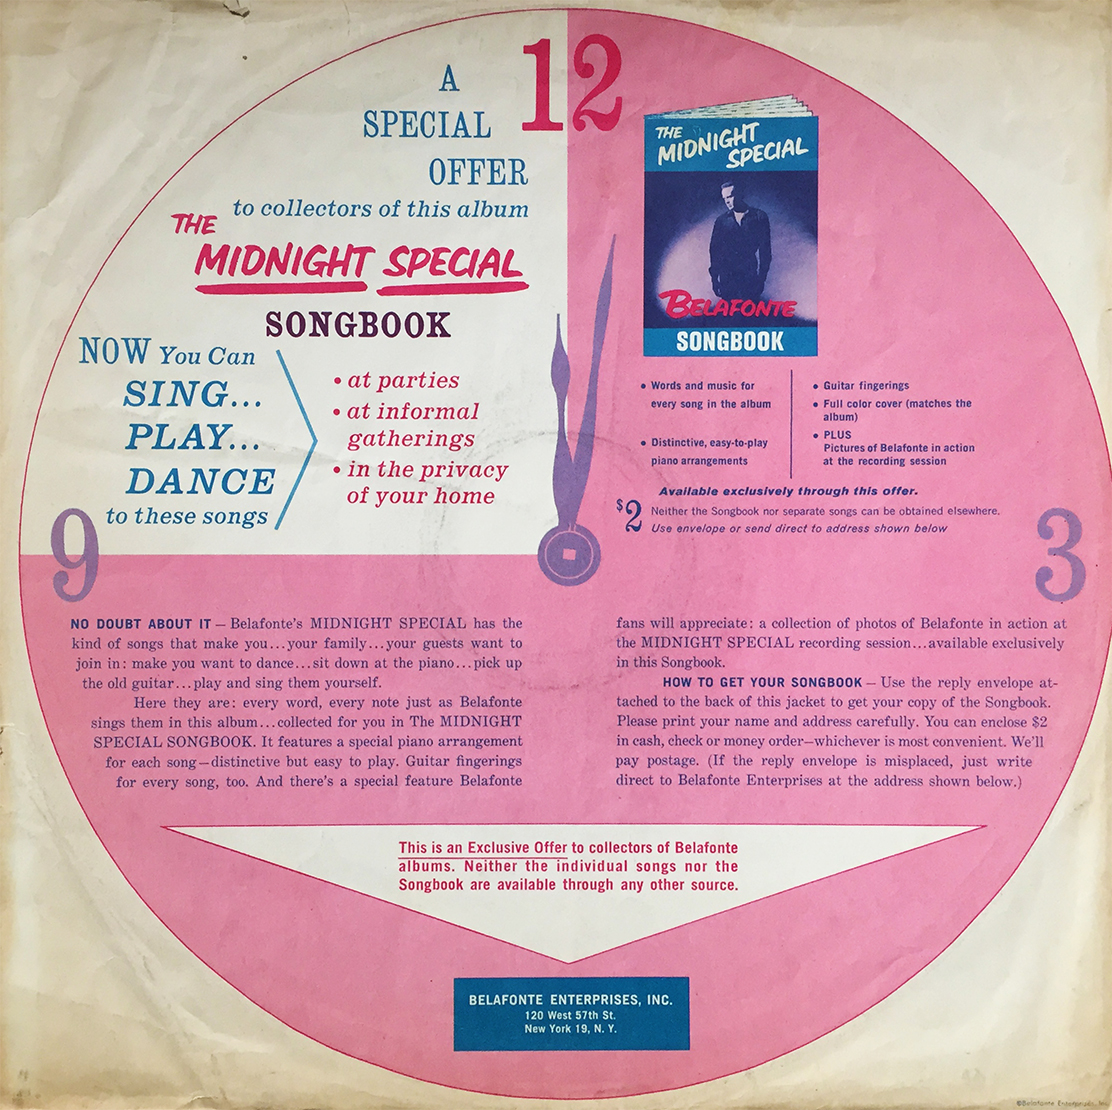 12
A
SPECIAL
OFFER
to collectors of this album
THE
MIDNIGHT SPECIAL
SONGBOOK
NOW You Can
SING...
PLAY...
DANCE
to these songs
• at parties
• at informal
gatherings
• in the privacy
of your home
THE
MIDNIGHT
SPECIAL
BELAFONTE
SONGBOOK
• Words and music for
every song in the album
• Distinctive, easy-to-play
piano arrangements
• Guitar fingerings
• Full color cover (matches the
album)
• PLUS
Pictures of Belafonte in action
at the recording session
Available exclusively through this offer.
$2
Neither the Songbook nor separate songs can be obtained elsewhere.
Use envelope or send direct to address shown below
9
3
NO DOUBT ABOUT IT — Belafonte's MIDNIGHT SPECIAL has the
kind of songs that make you...your family...your guests want to
join in: make you want to dance...sit down at the piano...pick up
the old guitar...play and sing them yourself.
Here they are: every word, every note just as Belafonte
sings them in this album...collected for you in The MIDNIGHT
SPECIAL SONGBOOK. It features a special piano arrangement
for each song—distinctive but easy to play. Guitar fingerings
for every song, too. And there's a special feature Belafonte
fans will appreciate: a collection of photos of Belafonte in action at
the MIDNIGHT SPECIAL recording session...available exclusively
in this Songbook.
HOW TO GET YOUR SONGBOOK — Use the reply envelope at-
tached to the back of this jacket to get your copy of the Songbook.
Please print your name and address carefully. You can enclose $2
in cash, check or money order—whichever is most convenient. We'll
pay postage. (If the reply envelope is misplaced, just write
direct to Belafonte Enterprises at the address shown below.)
This is an Exclusive Offer to collectors of Belafonte
albums. Neither the individual songs nor the
Songbook are available through any other source.
BELAFONTE ENTERPRISES, INC.
120 West 57th St.
New York 19, N. Y.
©Belafonte Enterprises, Inc.